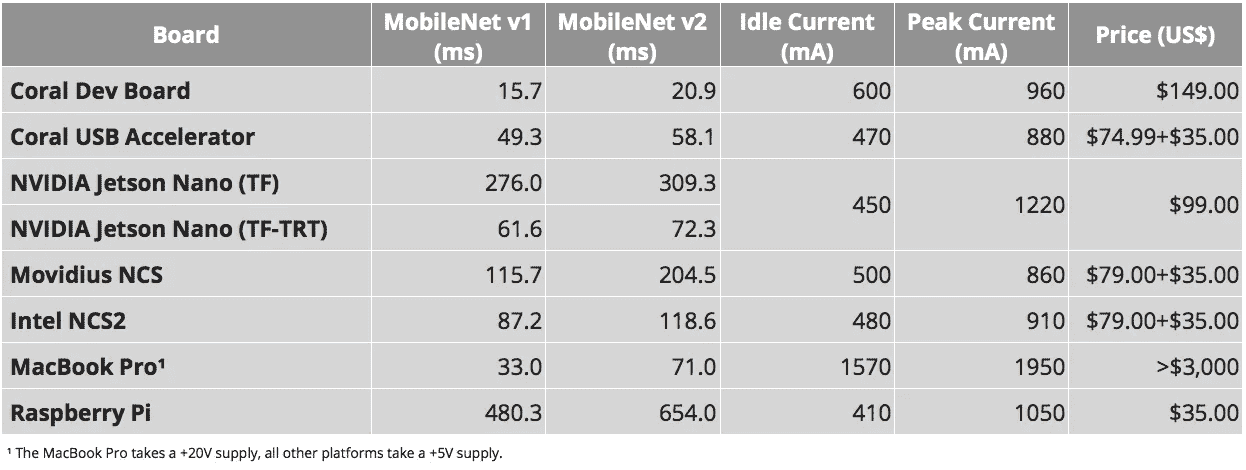 Board MobileNet v1 (ms) MobileNet v2 (ms) Idle Current (mA) Peak Current (mA) Price (US$)
Coral Dev Board 15.7 20.9 600 960 $149.00
Coral USB Accelerator 49.3 58.1 470 880 $74.99+$35.00
NVIDIA Jetson Nano (TF) 276.0 309.3 450 1220 $99.00
NVIDIA Jetson Nano (TF-TRT) 61.6 72.3
Movidius NCS 115.7 204.5 500 860 $79.00+$35.00
Intel NCS2 87.2 118.6 480 910 $79.00+$35.00
MacBook Pro¹ 33.0 71.0 1570 1950 >$3,000
Raspberry Pi 480.3 654.0 410 1050 $35.00
¹ The MacBook Pro takes a +20V supply, all other platforms take a +5V supply.